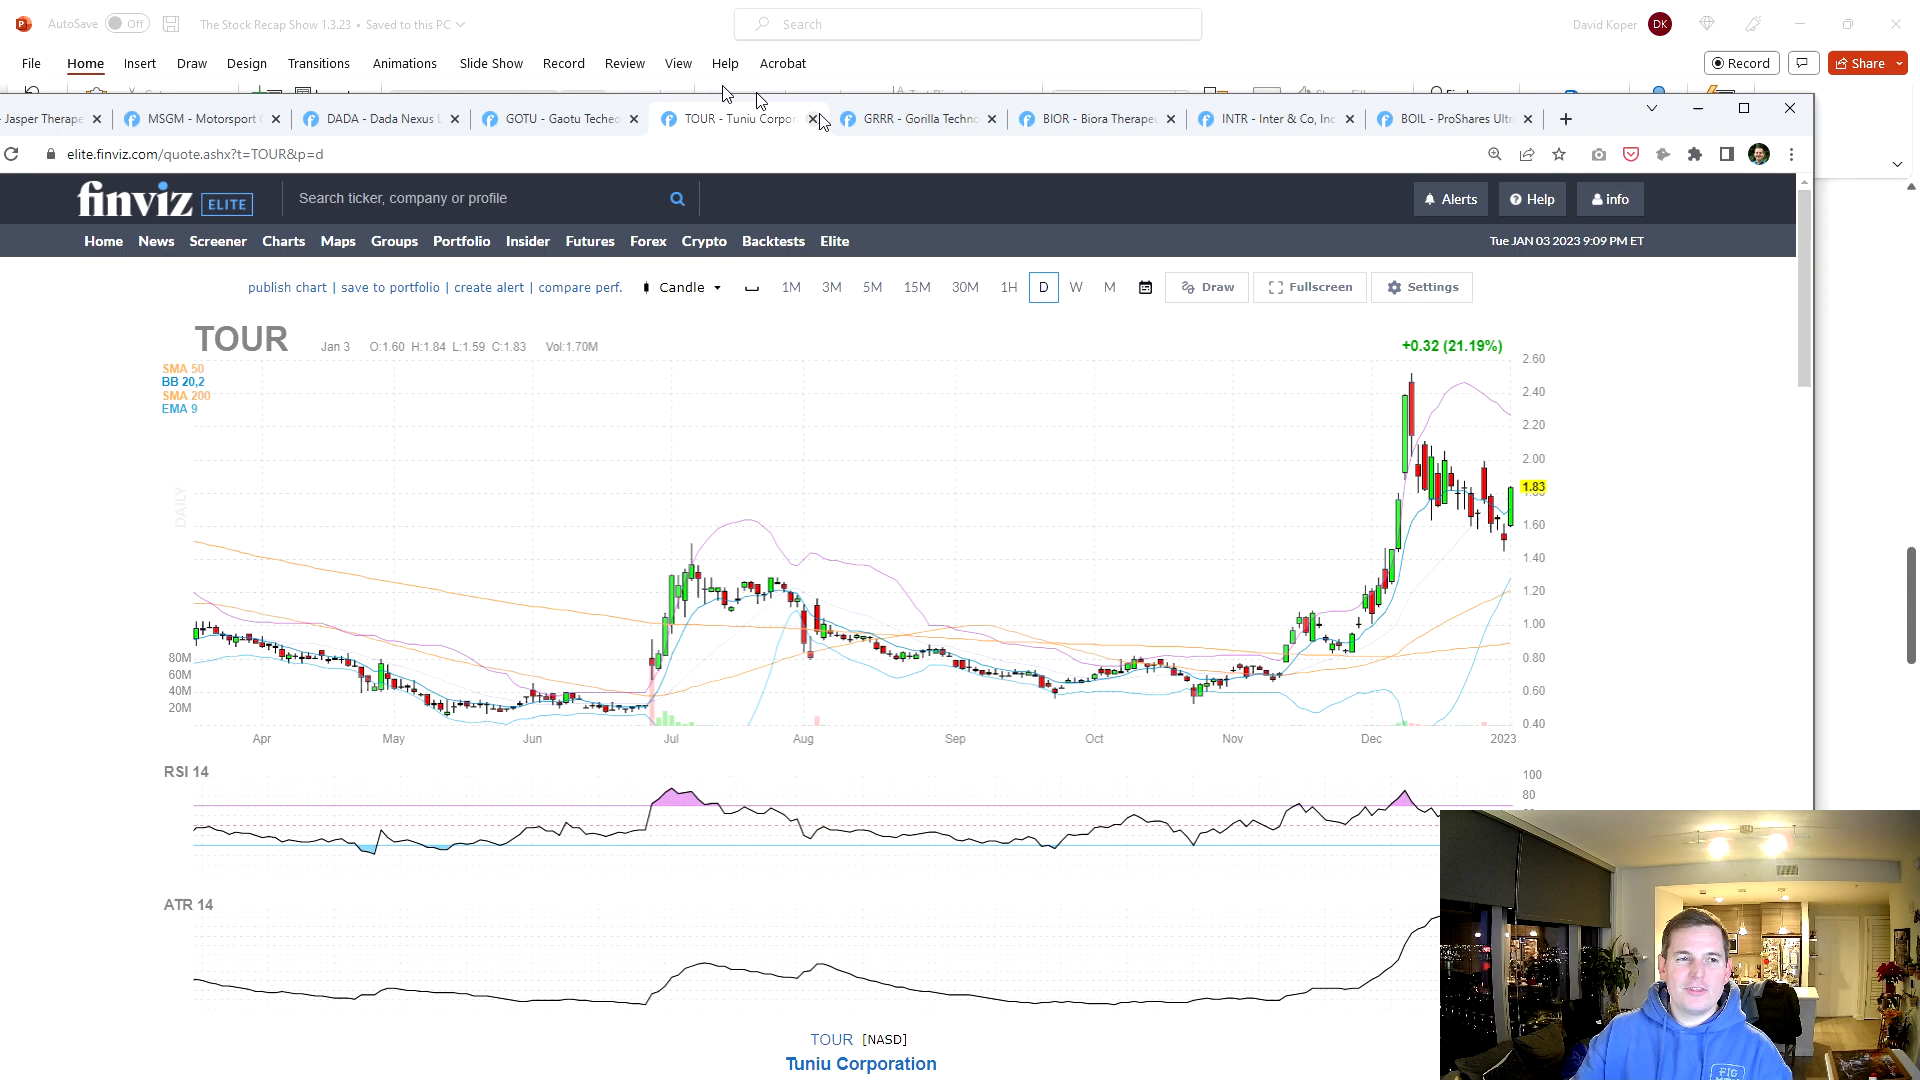 AutoSave Off The Stock Recap Show 1.3.23 • Saved to this PC Search David Koper DK
File Home Insert Draw Design Transitions Animations Slide Show Record Review View Help Acrobat Record Share
Jasper Therape MSGM - Motorsport DADA - Dada Nexus L GOTU - Gaotu Techeo TOUR - Tuniu Corpor GRRR - Gorilla Techno BIOR - Biora Therapeu INTR - Inter & Co, Inc BOIL - ProShares Ultr
elite.finviz.com/quote.ashx?t=TOUR&p=d
finviz ELITE Search ticker, company or profile Alerts Help info
Home News Screener Charts Maps Groups Portfolio Insider Futures Forex Crypto Backtests Elite Tue JAN 03 2023 9:09 PM ET
publish chart | save to portfolio | create alert | compare perf. Candle 1M 3M 5M 15M 30M 1H D W M Draw Fullscreen Settings
TOUR Jan 3 O:1.60 H:1.84 L:1.59 C:1.83 Vol:1.70M +0.32 (21.19%)
SMA 50
BB 20,2
SMA 200
EMA 9
DAILY
2.60
2.40
2.20
2.00
1.83
1.80
1.60
1.40
1.20
1.00
0.80
0.60
0.40
80M
60M
40M
20M
Apr May Jun Jul Aug Sep Oct Nov Dec 2023
RSI 14
100
80
ATR 14
TOUR [NASD]
Tuniu Corporation
FIG